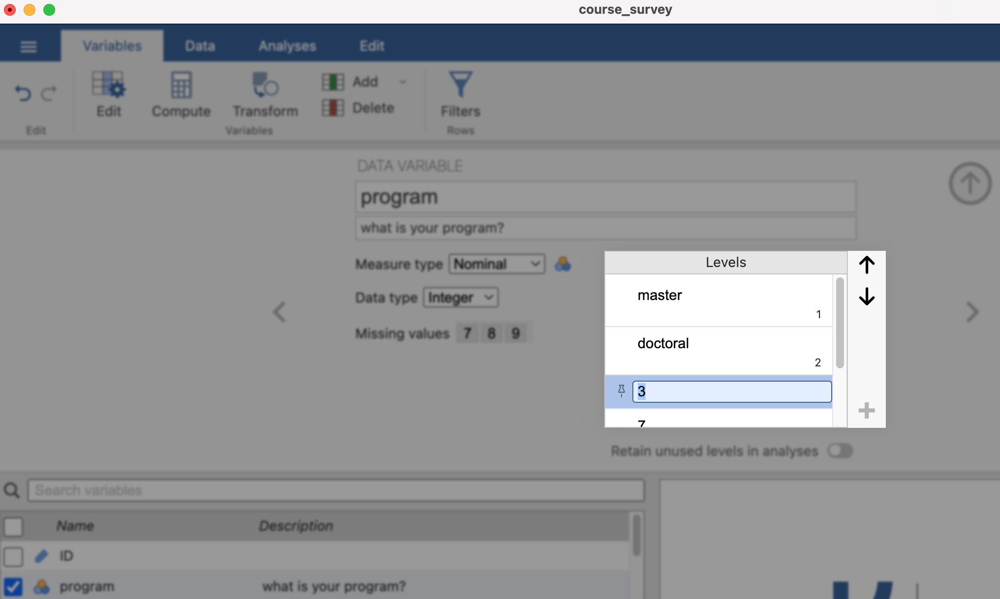 course_survey
Variables Data Analyses Edit
Edit Compute Transform Add Delete Filters
Edit Variables Rows
DATA VARIABLE
program
what is your program?
Measure type Nominal
Data type Integer
Missing values 7 8 9
Levels
master
1
doctoral
2
3
7
Retain unused levels in analyses
Search variables
Name Description
ID
program what is your program?